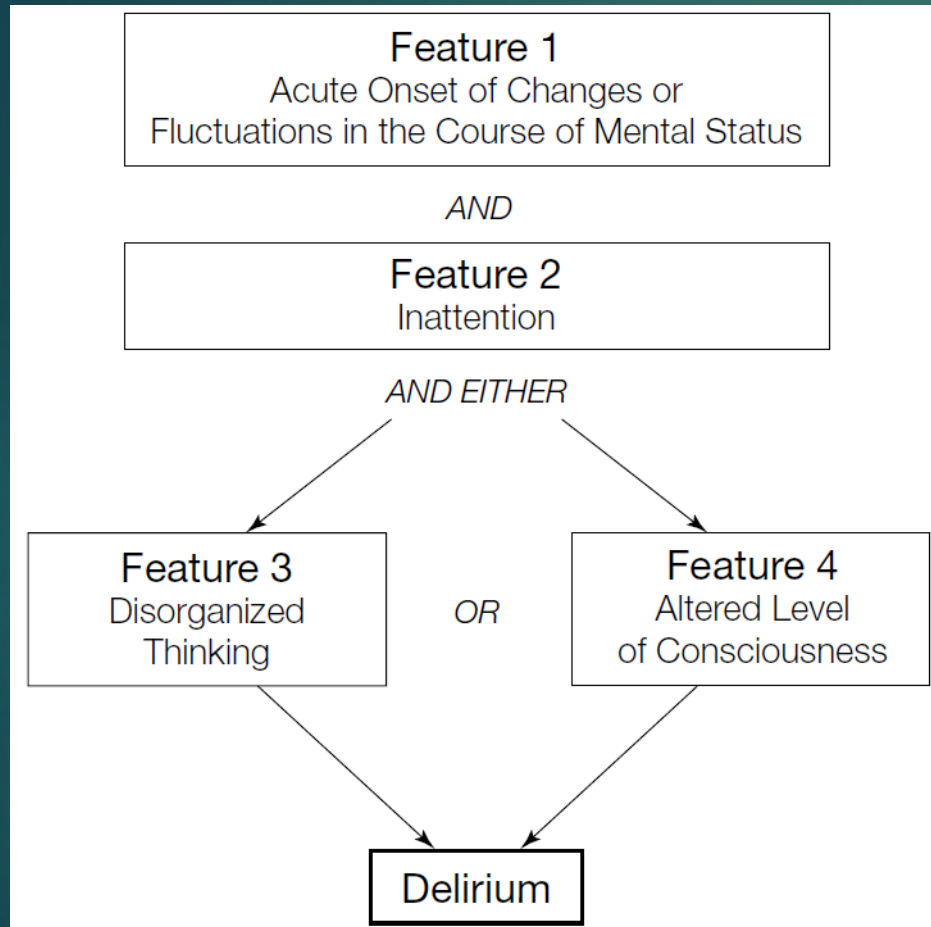 Feature 1
Acute Onset of Changes or
Fluctuations in the Course of Mental Status
AND
Feature 2
Inattention
AND EITHER
Feature 3
Disorganized
Thinking
OR
Feature 4
Altered Level
of Consciousness
Delirium